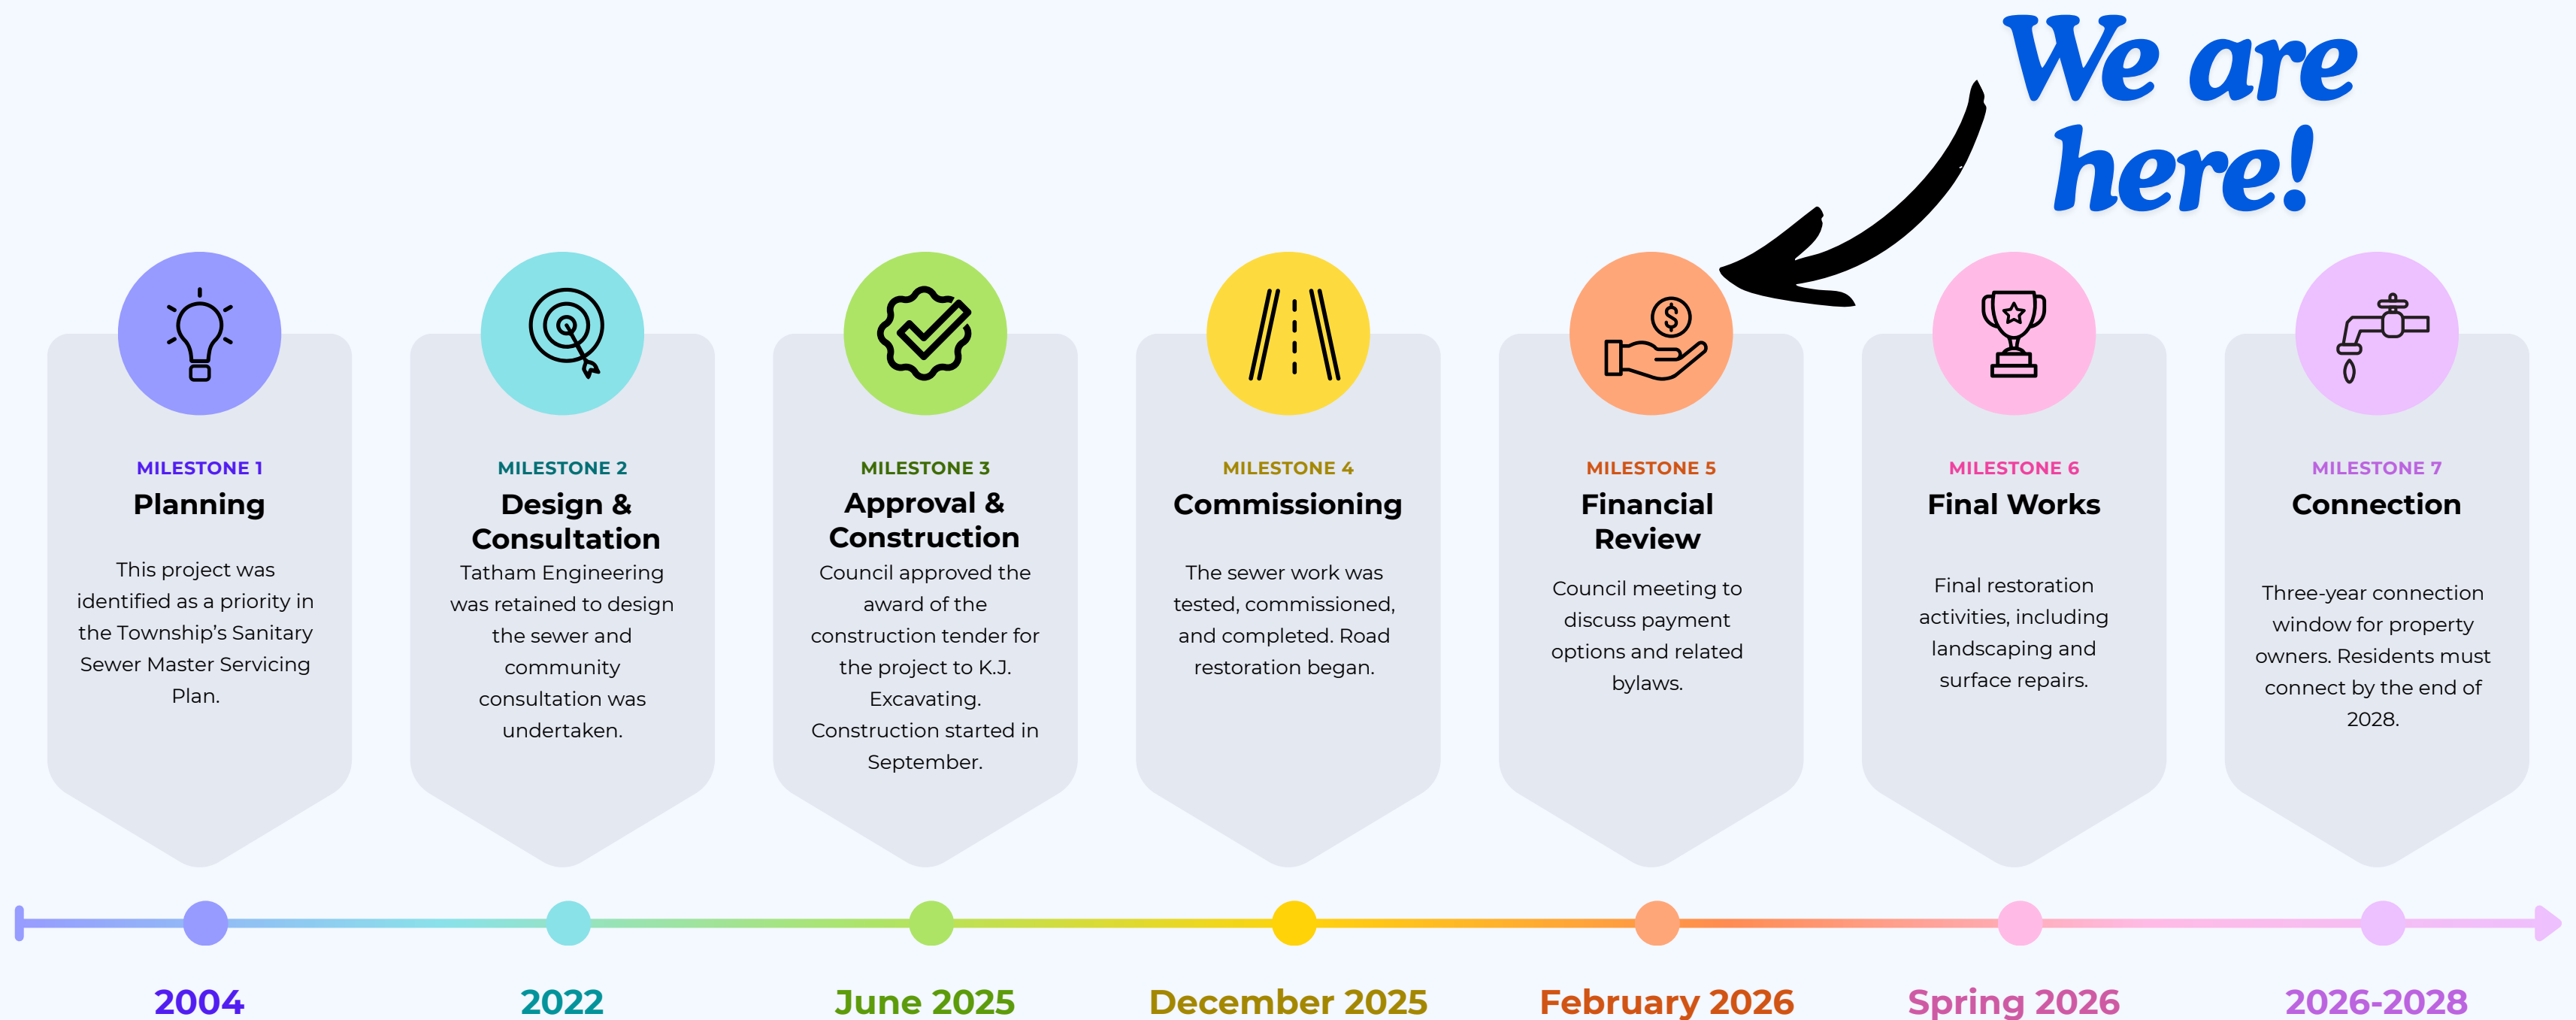 We are
here!
MILESTONE 1
Planning
This project was
identified as a priority in
the Township’s Sanitary
Sewer Master Servicing
Plan.
MILESTONE 2
Design &
Consultation
Tatham Engineering
was retained to design
the sewer and
community
consultation was
undertaken.
MILESTONE 3
Approval &
Construction
Council approved the
award of the
construction tender for
the project to K.J.
Excavating.
Construction started in
September.
MILESTONE 4
Commissioning
The sewer work was
tested, commissioned,
and completed. Road
restoration began.
MILESTONE 5
Financial
Review
Council meeting to
discuss payment
options and related
bylaws.
MILESTONE 6
Final Works
Final restoration
activities, including
landscaping and
surface repairs.
MILESTONE 7
Connection
Three-year connection
window for property
owners. Residents must
connect by the end of
2028.
2004
2022
June 2025
December 2025
February 2026
Spring 2026
2026-2028